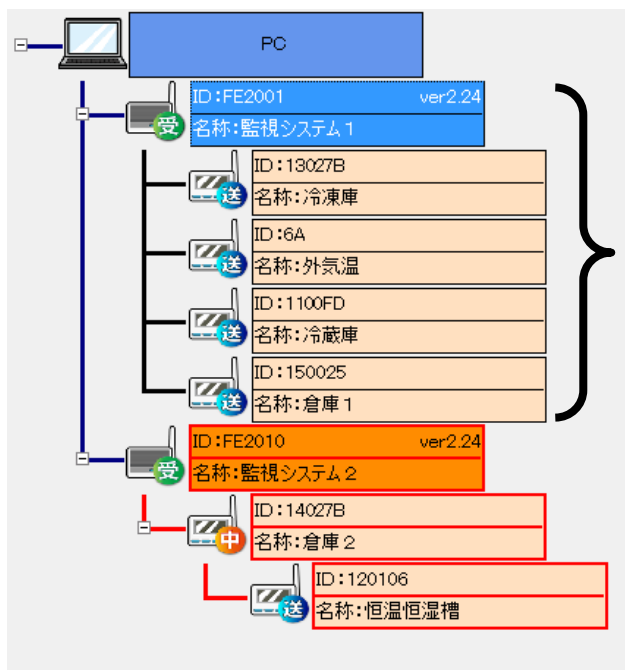 PC
ID:FE2001 ver2.24
受
名称:監視システム1
ID:13027B
送
名称:冷凍庫
ID:6A
送
名称:外気温
ID:1100FD
送
名称:冷蔵庫
ID:150025
送
名称:倉庫1
ID:FE2010 ver2.24
受
名称:監視システム2
ID:14027B
中
名称:倉庫2
ID:120106
送
名称:恒温恒湿槽